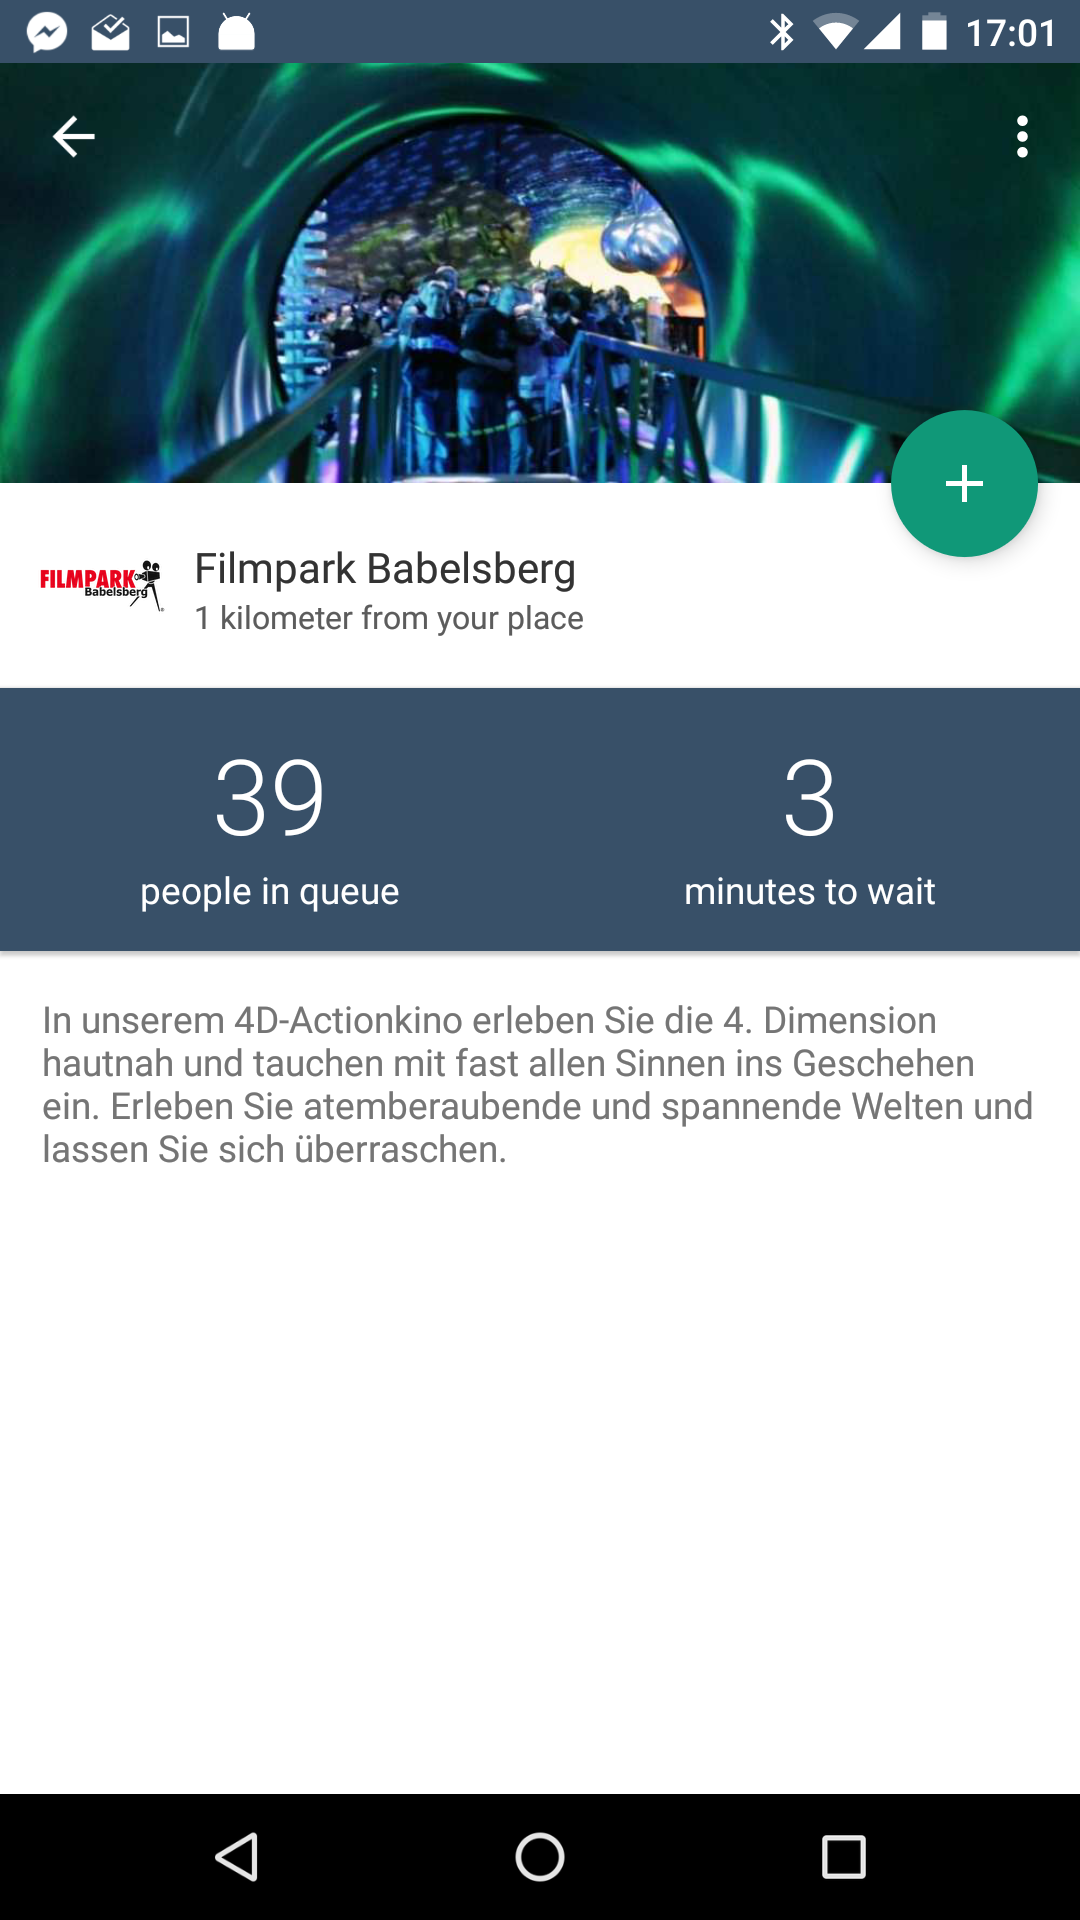 17:01
FILMPARK
Babelsberg
Filmpark Babelsberg
1 kilometer from your place
39
people in queue
3
minutes to wait
In unserem 4D-Actionkino erleben Sie die 4. Dimension
hautnah und tauchen mit fast allen Sinnen ins Geschehen
ein. Erleben Sie atemberaubende und spannende Welten und
lassen Sie sich überraschen.